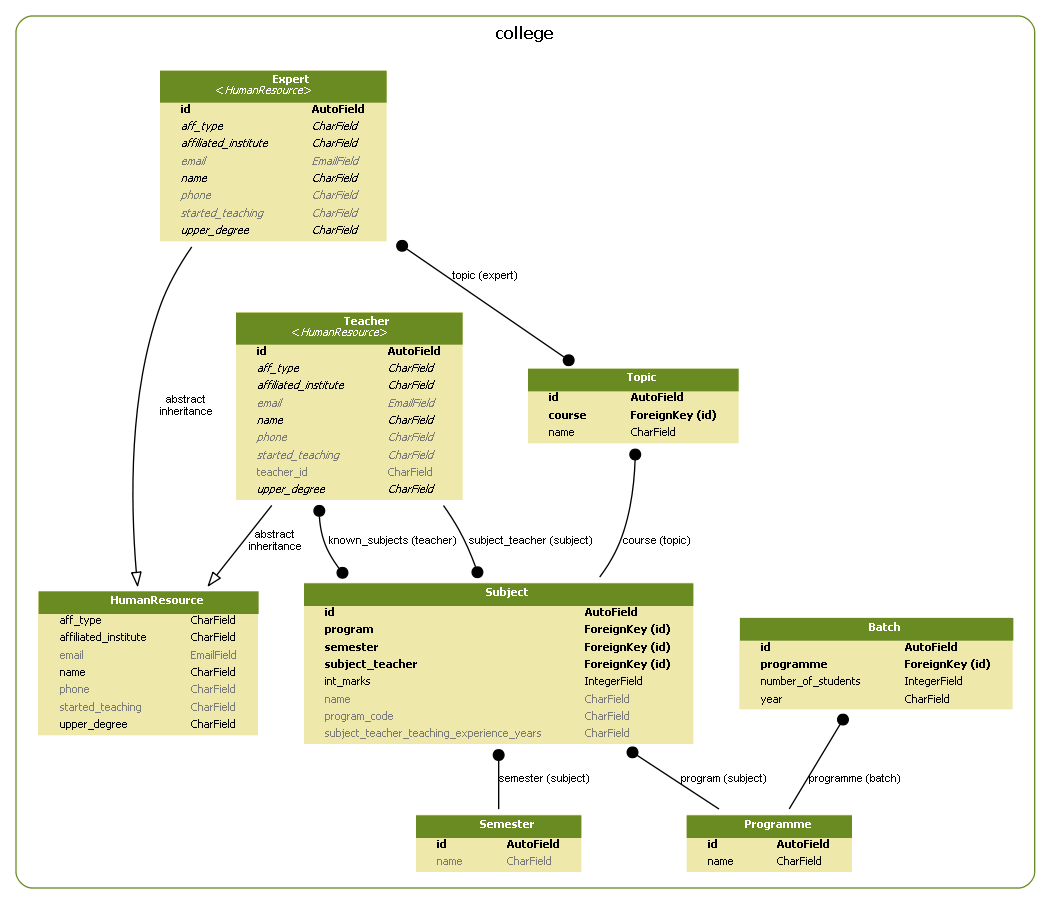 college
Expert
<HumanResource>
id AutoField
aff_type CharField
affiliated_institute CharField
email EmailField
name CharField
phone CharField
started_teaching CharField
upper_degree CharField
topic (expert)
Teacher
<HumanResource>
id AutoField
aff_type CharField
affiliated_institute CharField
email EmailField
name CharField
phone CharField
started_teaching CharField
teacher_id CharField
upper_degree CharField
Topic
id AutoField
course ForeignKey (id)
name CharField
abstract
inheritance
abstract
inheritance
known_subjects (teacher)
subject_teacher (subject)
course (topic)
HumanResource
aff_type CharField
affiliated_institute CharField
email EmailField
name CharField
phone CharField
started_teaching CharField
upper_degree CharField
Subject
id AutoField
program ForeignKey (id)
semester ForeignKey (id)
subject_teacher ForeignKey (id)
int_marks IntegerField
name CharField
program_code CharField
subject_teacher_teaching_experience_years CharField
Batch
id AutoField
programme ForeignKey (id)
number_of_students IntegerField
year CharField
semester (subject)
program (subject)
programme (batch)
Semester
id AutoField
name CharField
Programme
id AutoField
name CharField